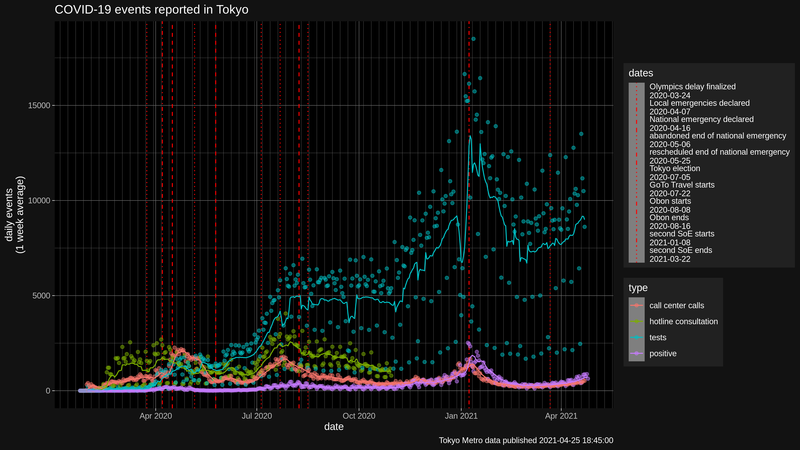 COVID-19 events reported in Tokyo
daily events
(1 week average)
15000
10000
5000
0
Apr 2020
Jul 2020
Oct 2020
Jan 2021
Apr 2021
date
Tokyo Metro data published 2021-04-25 18:45:00
dates
Olympics delay finalized
2020-03-24
Local emergencies declared
2020-04-07
National emergency declared
2020-04-16
abandoned end of national emergency
2020-05-06
rescheduled end of national emergency
2020-05-25
Tokyo election
2020-07-05
GoTo Travel starts
2020-07-22
Obon starts
2020-08-08
Obon ends
2020-08-16
second SoE starts
2021-01-08
second SoE ends
2021-03-22
type
call center calls
hotline consultation
tests
positive